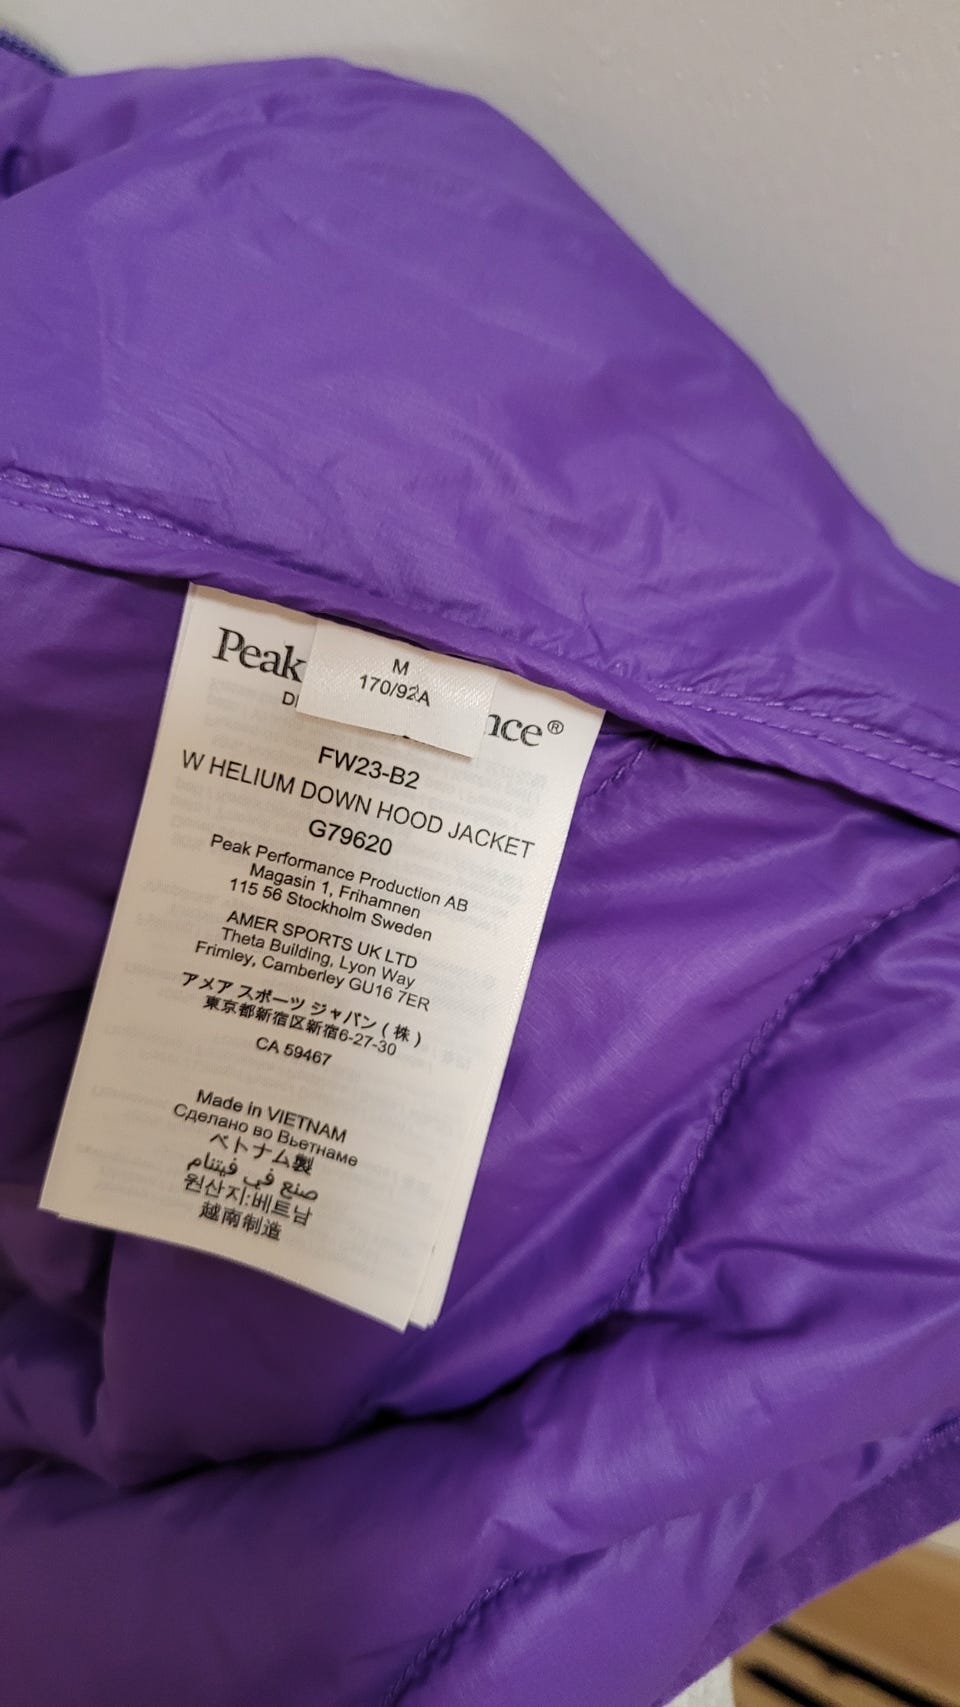 M
170/92A
Peak nce®
FW23-B2
W HELIUM DOWN HOOD JACKET
G79620
Peak Performance Production AB
Magasin 1, Frihamnen
115 56 Stockholm Sweden
AMER SPORTS UK LTD
Theta Building, Lyon Way
Frimley, Camberley GU16 7ER
アメア スポーツ ジャパン ( 株 )
東京都新宿区新宿6-27-30
CA 59467
Made in VIETNAM
Сделано во Вьетнаме
ベトナム製
صنع في فيتنام
원산지:베트남
越南制造